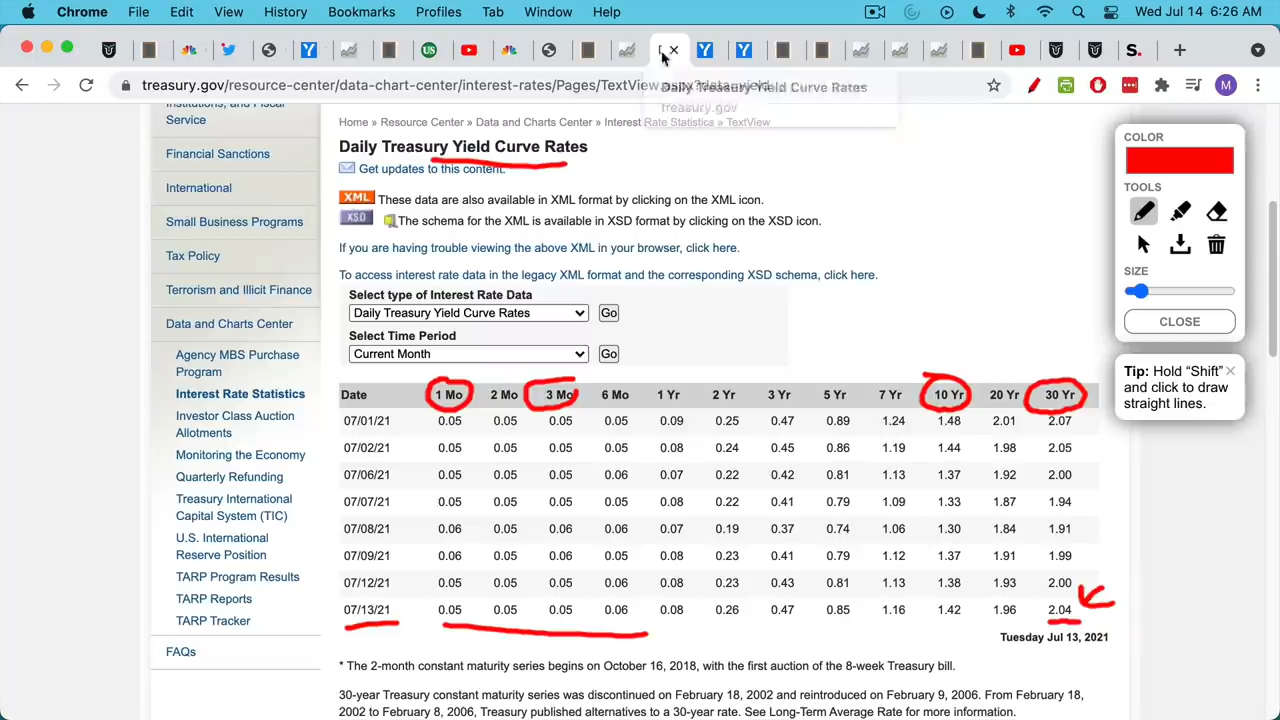 Chrome File Edit View History Bookmarks Profiles Tab Window Help Wed Jul 14 6:26 AM
US Y Y Y S.
treasury.gov/resource-center/data-chart-center/interest-rates/Pages/TextView.aspx?data=yield
M
Daily Treasury Yield Curve Rates
treasury.gov
Institutions, and Fiscal
Service
Financial Sanctions
International
Small Business Programs
Tax Policy
Terrorism and Illicit Finance
Data and Charts Center
Agency MBS Purchase
Program
Interest Rate Statistics
Investor Class Auction
Allotments
Monitoring the Economy
Quarterly Refunding
Treasury International
Capital System (TIC)
U.S. International
Reserve Position
TARP Program Results
TARP Reports
TARP Tracker
FAQs
Home » Resource Center » Data and Charts Center » Interest Rate Statistics » TextView
Daily Treasury Yield Curve Rates
Get updates to this content.
XML These data are also available in XML format by clicking on the XML icon.
XSD The schema for the XML is available in XSD format by clicking on the XSD icon.
If you are having trouble viewing the above XML in your browser, click here.
To access interest rate data in the legacy XML format and the corresponding XSD schema, click here.
Select type of Interest Rate Data
Daily Treasury Yield Curve Rates Go
Select Time Period
Current Month Go
Date 1 Mo 2 Mo 3 Mo 6 Mo 1 Yr 2 Yr 3 Yr 5 Yr 7 Yr 10 Yr 20 Yr 30 Yr
07/01/21 0.05 0.05 0.05 0.05 0.09 0.25 0.47 0.89 1.24 1.48 2.01 2.07
07/02/21 0.05 0.05 0.05 0.05 0.08 0.24 0.45 0.86 1.19 1.44 1.98 2.05
07/06/21 0.05 0.05 0.05 0.06 0.07 0.22 0.42 0.81 1.13 1.37 1.92 2.00
07/07/21 0.05 0.05 0.05 0.05 0.08 0.22 0.41 0.79 1.09 1.33 1.87 1.94
07/08/21 0.06 0.05 0.06 0.06 0.07 0.19 0.37 0.74 1.06 1.30 1.84 1.91
07/09/21 0.06 0.05 0.06 0.05 0.08 0.23 0.41 0.79 1.12 1.37 1.91 1.99
07/12/21 0.05 0.05 0.05 0.06 0.08 0.23 0.43 0.81 1.13 1.38 1.93 2.00
07/13/21 0.05 0.05 0.05 0.06 0.08 0.26 0.47 0.85 1.16 1.42 1.96 2.04
Tuesday Jul 13, 2021
* The 2-month constant maturity series begins on October 16, 2018, with the first auction of the 8-week Treasury bill.
30-year Treasury constant maturity series was discontinued on February 18, 2002 and reintroduced on February 9, 2006. From February 18,
2002 to February 8, 2006, Treasury published alternatives to a 30-year rate. See Long-Term Average Rate for more information.
COLOR
TOOLS
SIZE
CLOSE
Tip: Hold “Shift”
and click to draw
straight lines.